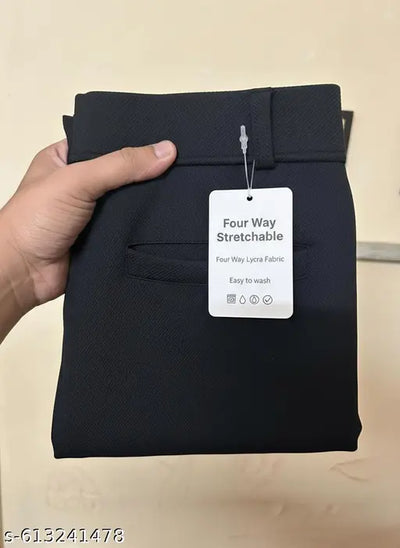 Four Way
Stretchable
Four Way Lycra Fabric
Easy to wash
s-613241478